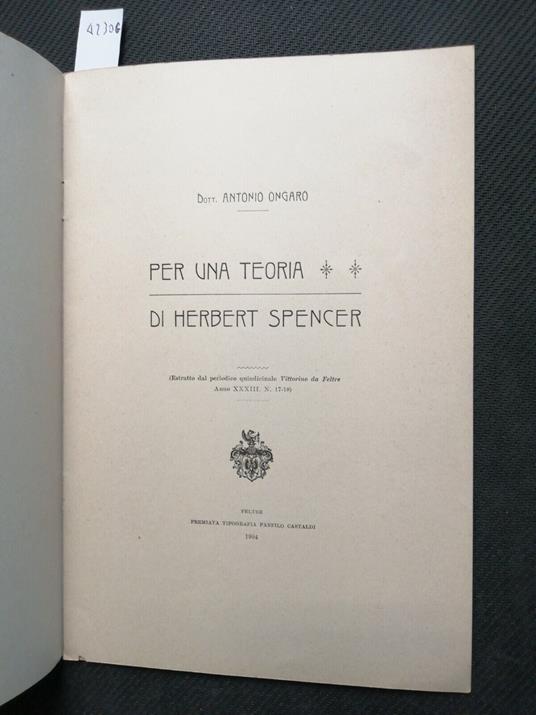 42306
Dott. ANTONIO ONGARO
PER UNA TEORIA
DI HERBERT SPENCER
(Estratto dal periodico quindicinale Vittorino da Feltre
Anno XXXIII. N. 17-18)
FELTRE
PREMIATA TIPOGRAFIA PANFILO CASTALDI
1904